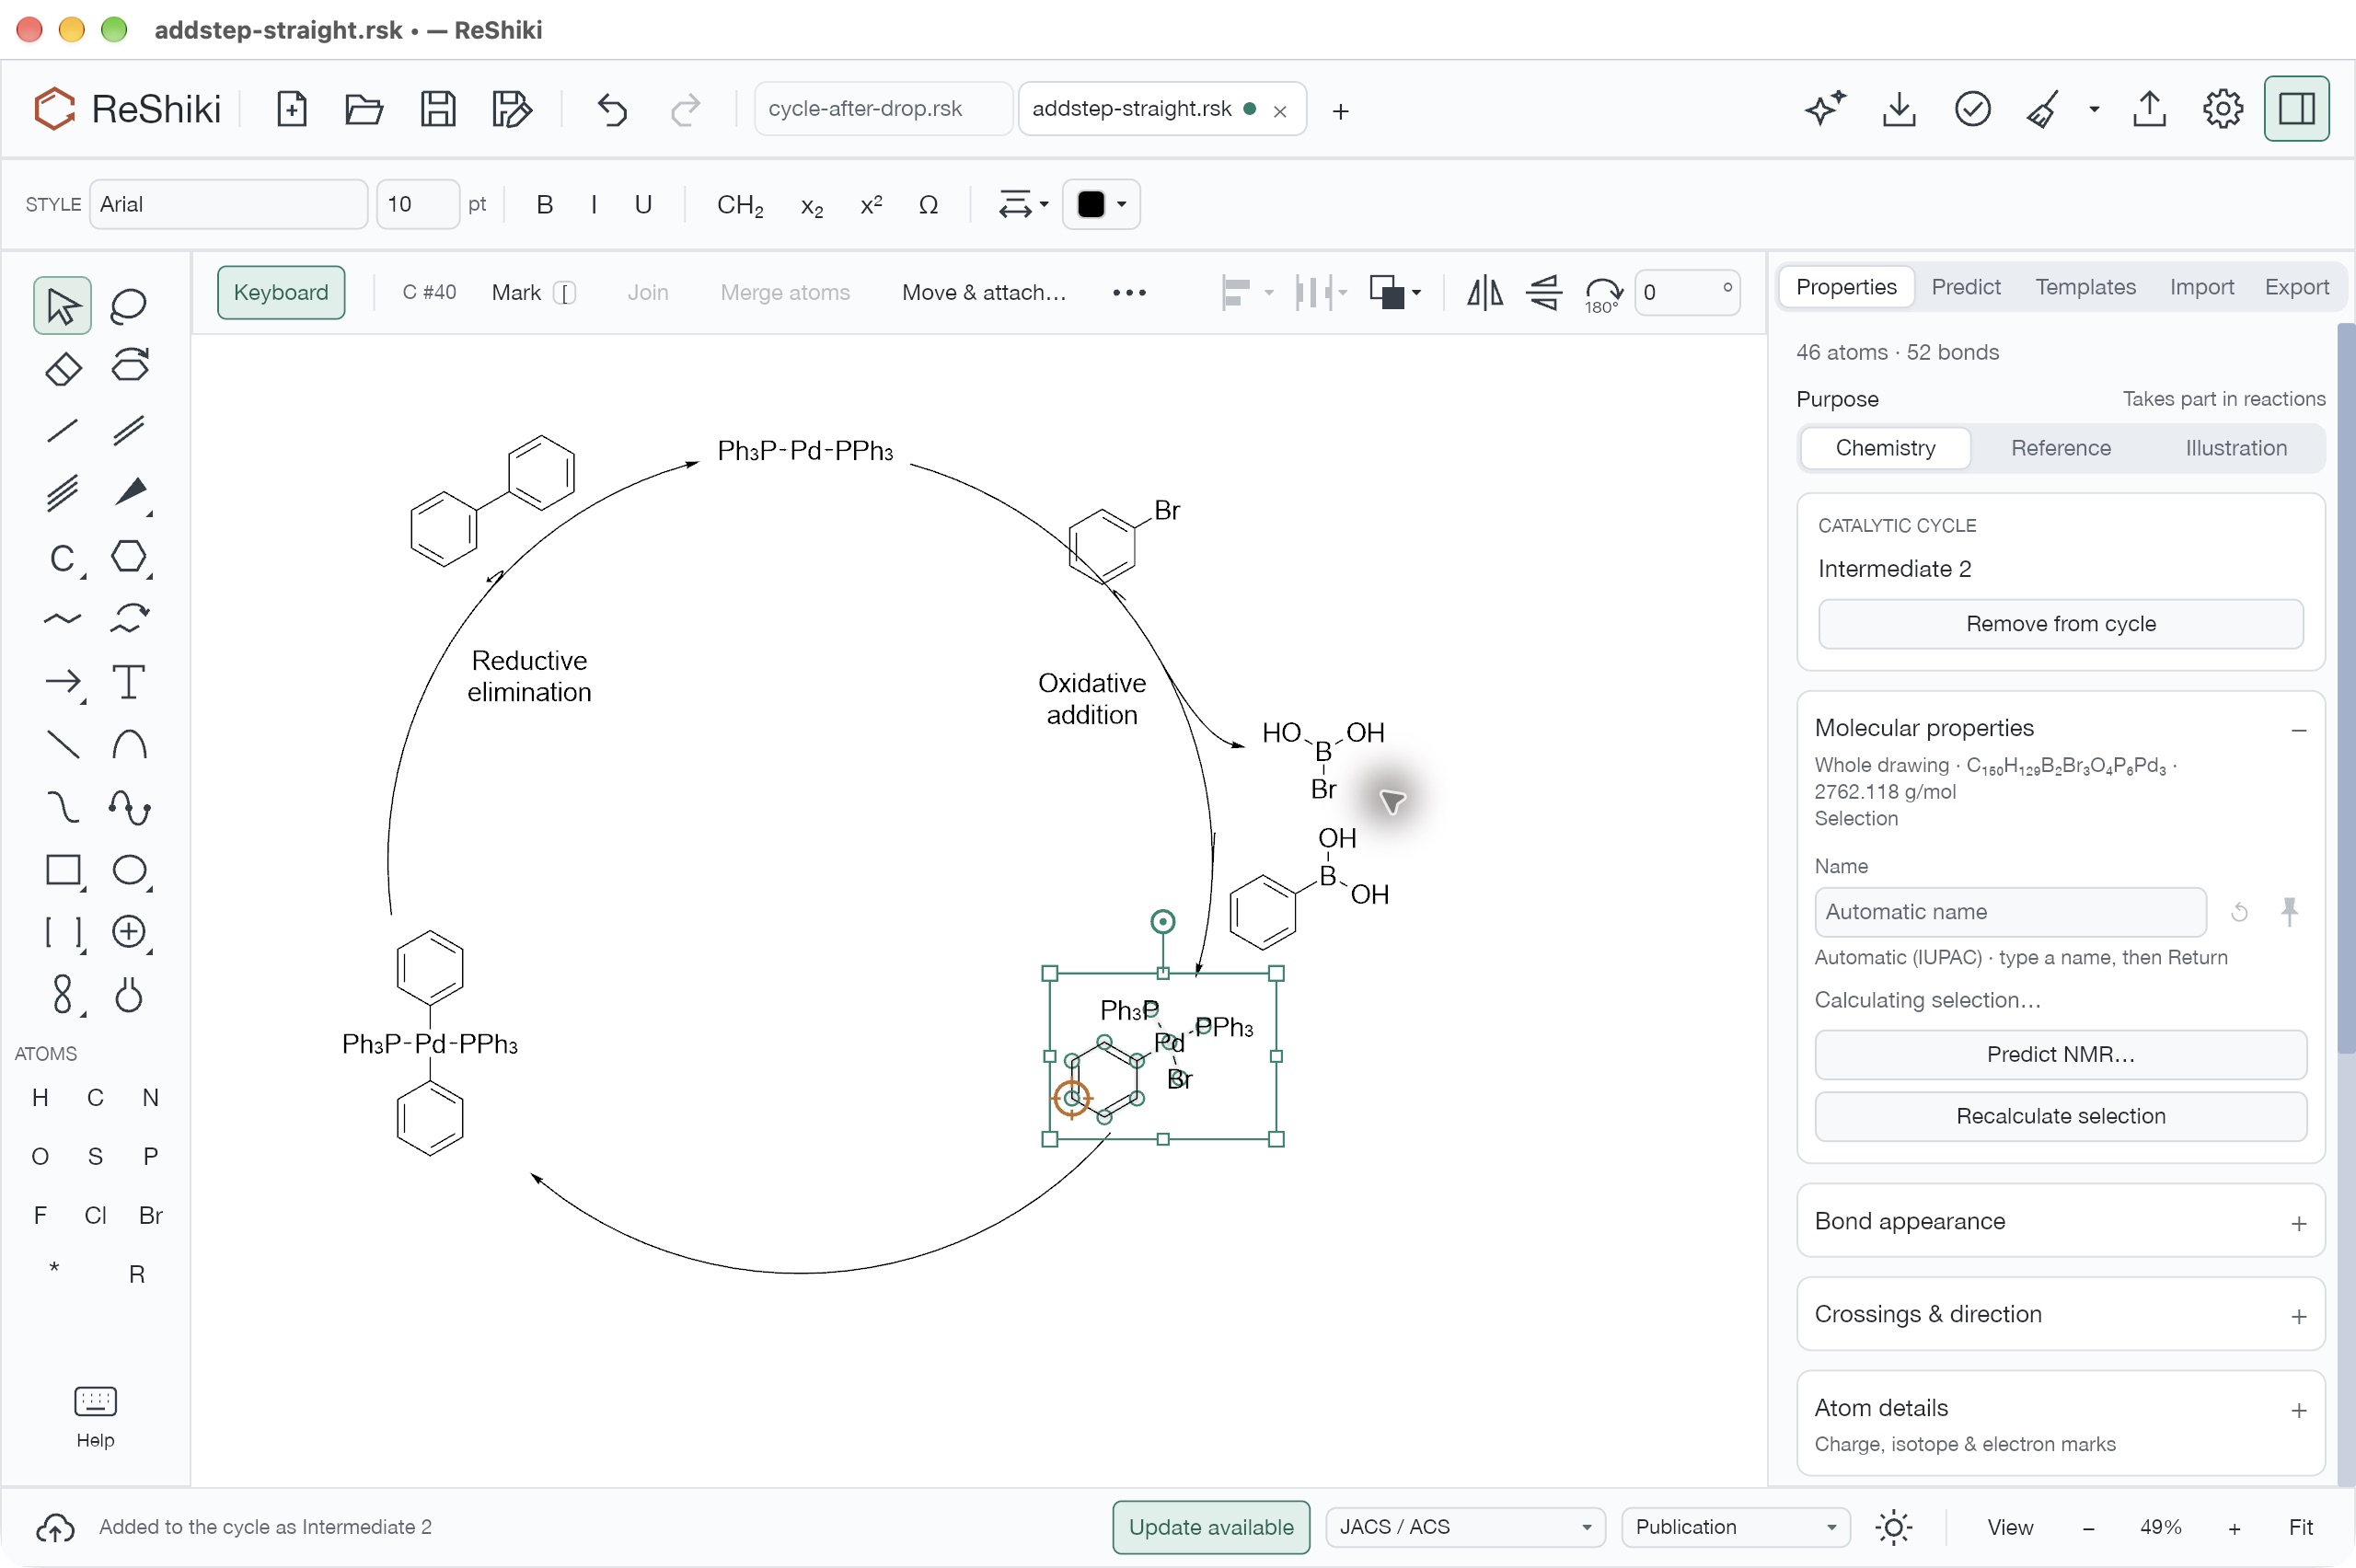 addstep-straight.rsk • — ReShiki
ReShiki
cycle-after-drop.rsk
addstep-straight.rsk
STYLE
Arial
10
pt
B
I
U
CH₂
x₂
x²
Ω
Keyboard
C #40
Mark [
Join
Merge atoms
Move & attach...
180°
0 °
Properties
Predict
Templates
Import
Export
C
T
ATOMS
H C N
O S P
F Cl Br
* R
Help
Ph₃P-Pd-PPh₃
Br
Reductive
elimination
Oxidative
addition
HO OH
B
Br
OH
B
OH
Ph₃P
PPh₃
Pd
Br
Ph₃P-Pd-PPh₃
46 atoms · 52 bonds
Purpose
Takes part in reactions
Chemistry
Reference
Illustration
CATALYTIC CYCLE
Intermediate 2
Remove from cycle
Molecular properties
Whole drawing · C₁₅₀H₁₂₉B₂Br₃O₄P₆Pd₃ ·
2762.118 g/mol
Selection
Name
Automatic name
Automatic (IUPAC) · type a name, then Return
Calculating selection...
Predict NMR...
Recalculate selection
Bond appearance
Crossings & direction
Atom details
Charge, isotope & electron marks
Added to the cycle as Intermediate 2
Update available
JACS / ACS
Publication
View
49%
Fit